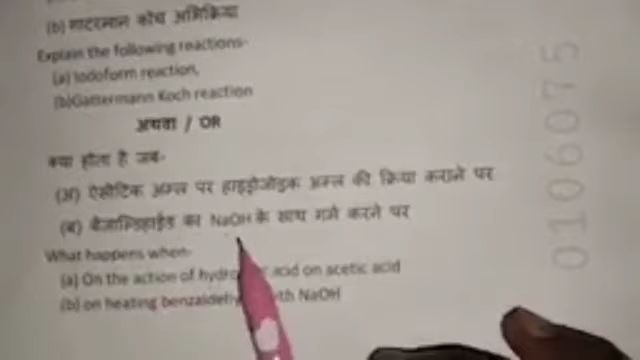 (b) गाटरमान कोच अभिक्रिया
Explain the following reactions-
(a) Iodoform reaction,
(b)Gattermann Koch reaction
अथवा / OR
क्या होता है जब-
(अ) ऐसीटिक अम्ल पर हाइड्रोजोइक अम्ल की क्रिया कराने पर
(ब) बेंजाल्डिहाईड का NaOH के साथ गर्म करने पर
What happens when-
(a) On the action of acid on acetic acid
(b) on heating NaOH
0106075